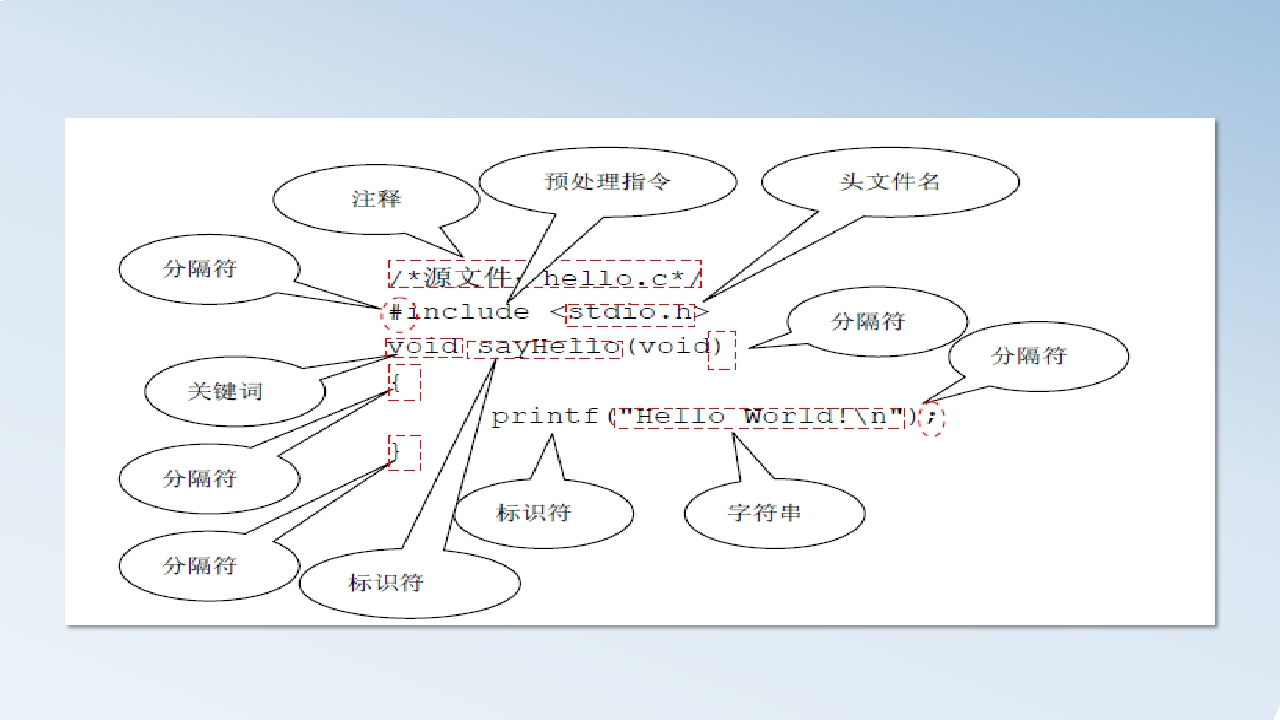 预处理指令
头文件名
注释
分隔符
/*源文件: hello.c*/
#include <stdio.h>
分隔符
void sayHello(void)
分隔符
关键词
{
printf("Hello World!\n");
}
分隔符
标识符
字符串
分隔符
标识符